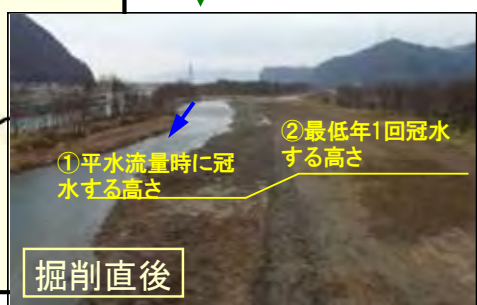 ①平水流量時に冠
水する高さ
②最低年1回冠水
する高さ
掘削直後